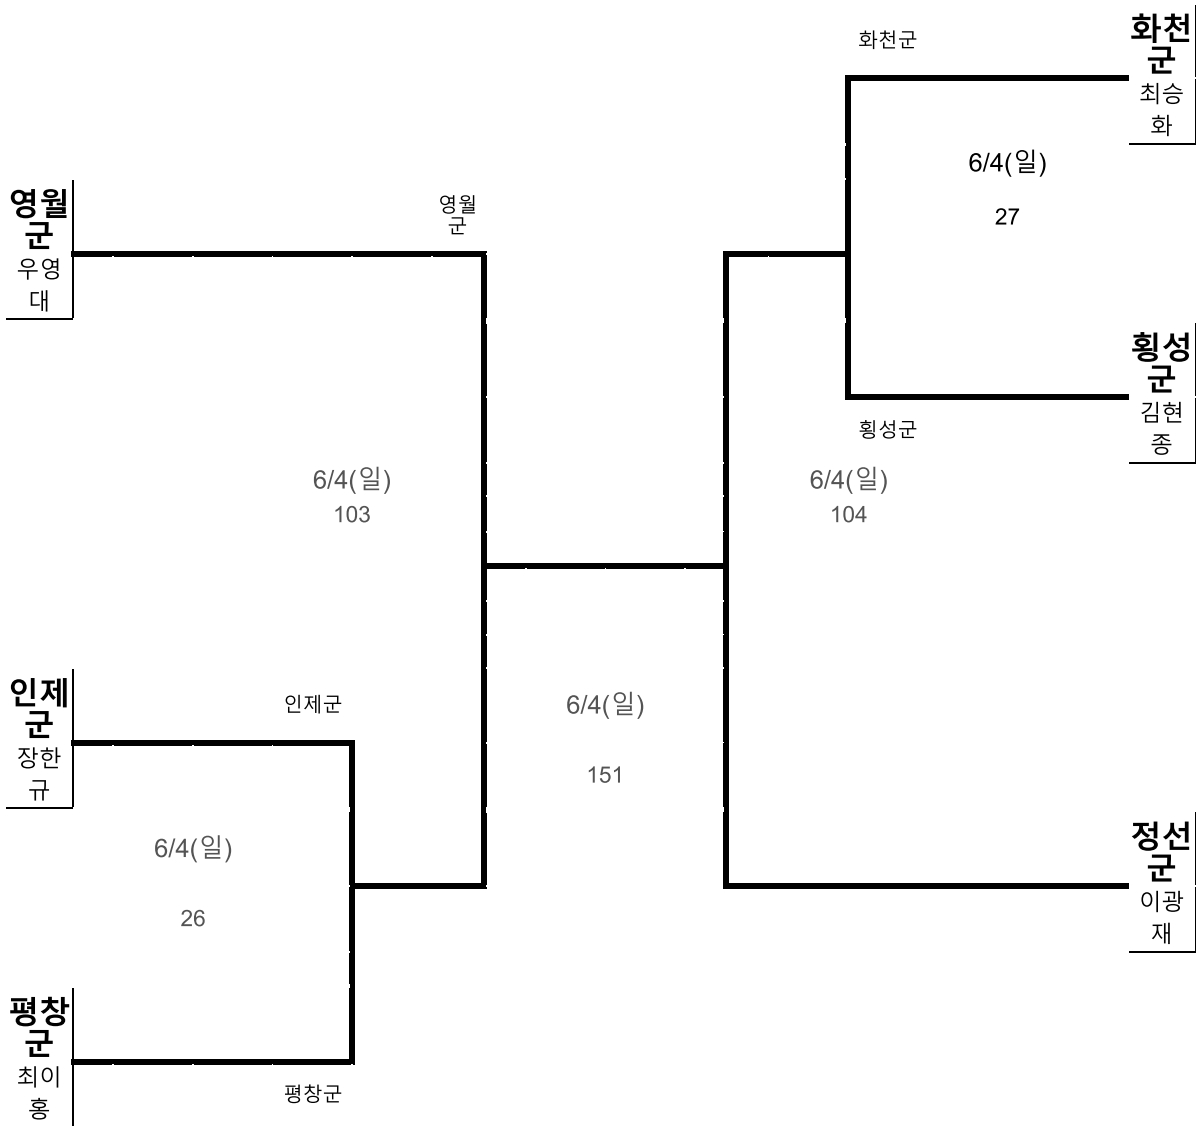 화천군
화천
군
최승
화
6/4(일)
27
영월
군
우영
대
영월
군
횡성
군
김현
종
횡성군
6/4(일)
103
6/4(일)
104
인제
군
장한
규
인제군
6/4(일)
151
6/4(일)
26
정선
군
이광
재
평창
군
최이
홍
평창군